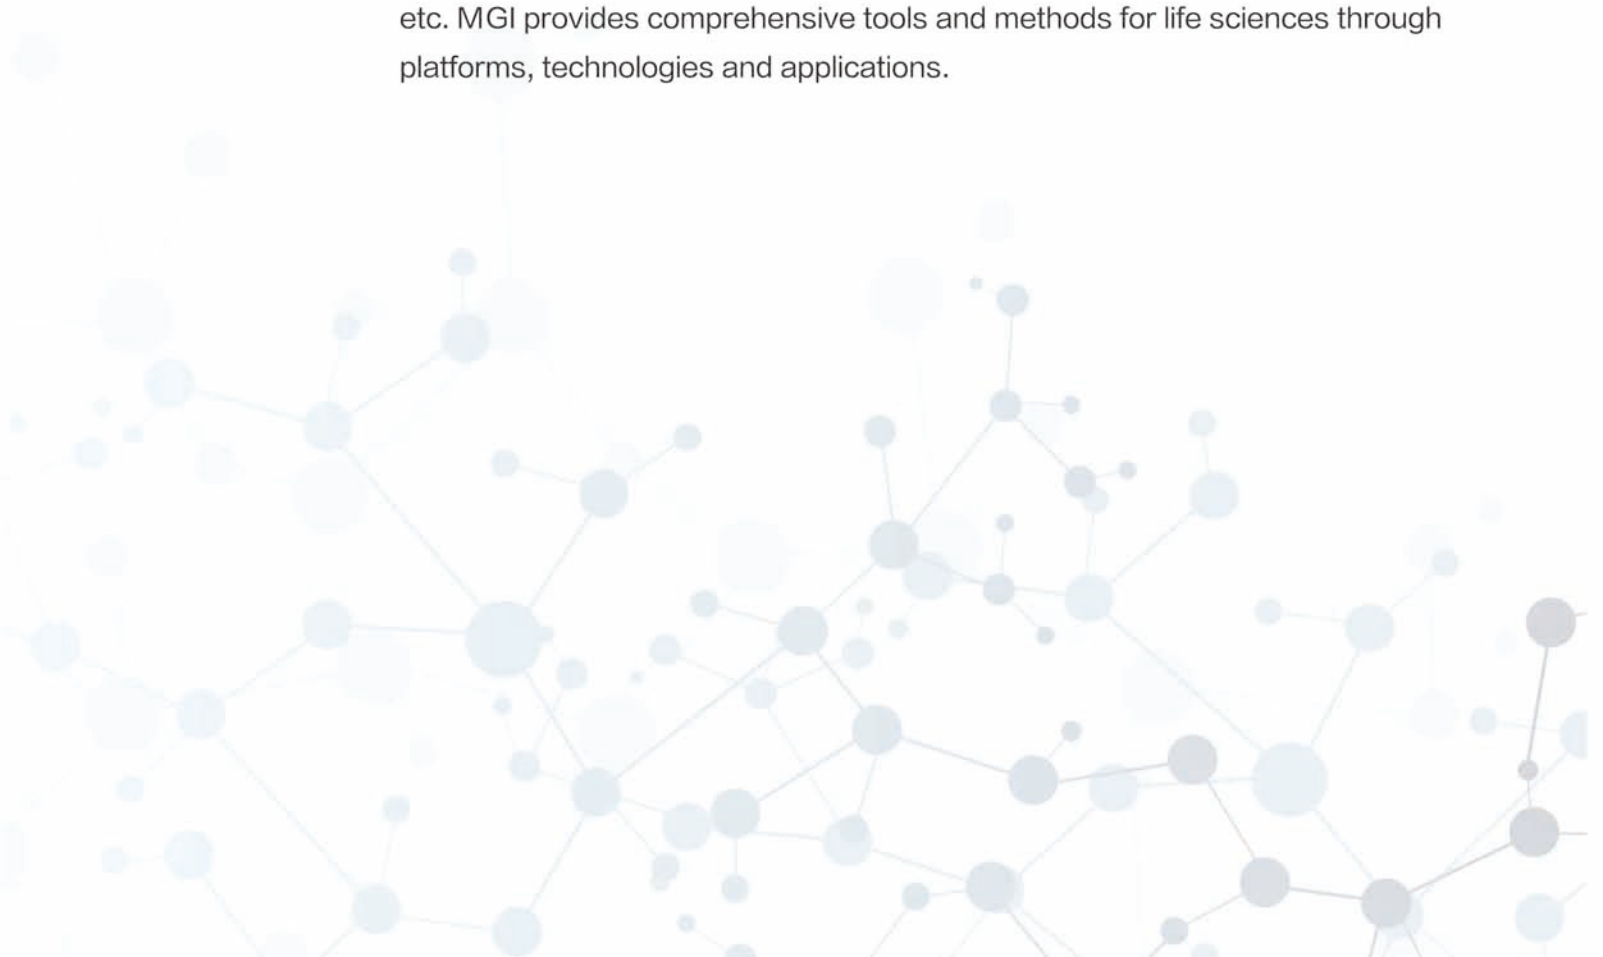 etc. MGI provides comprehensive tools and methods for life sciences through
platforms, technologies and applications.